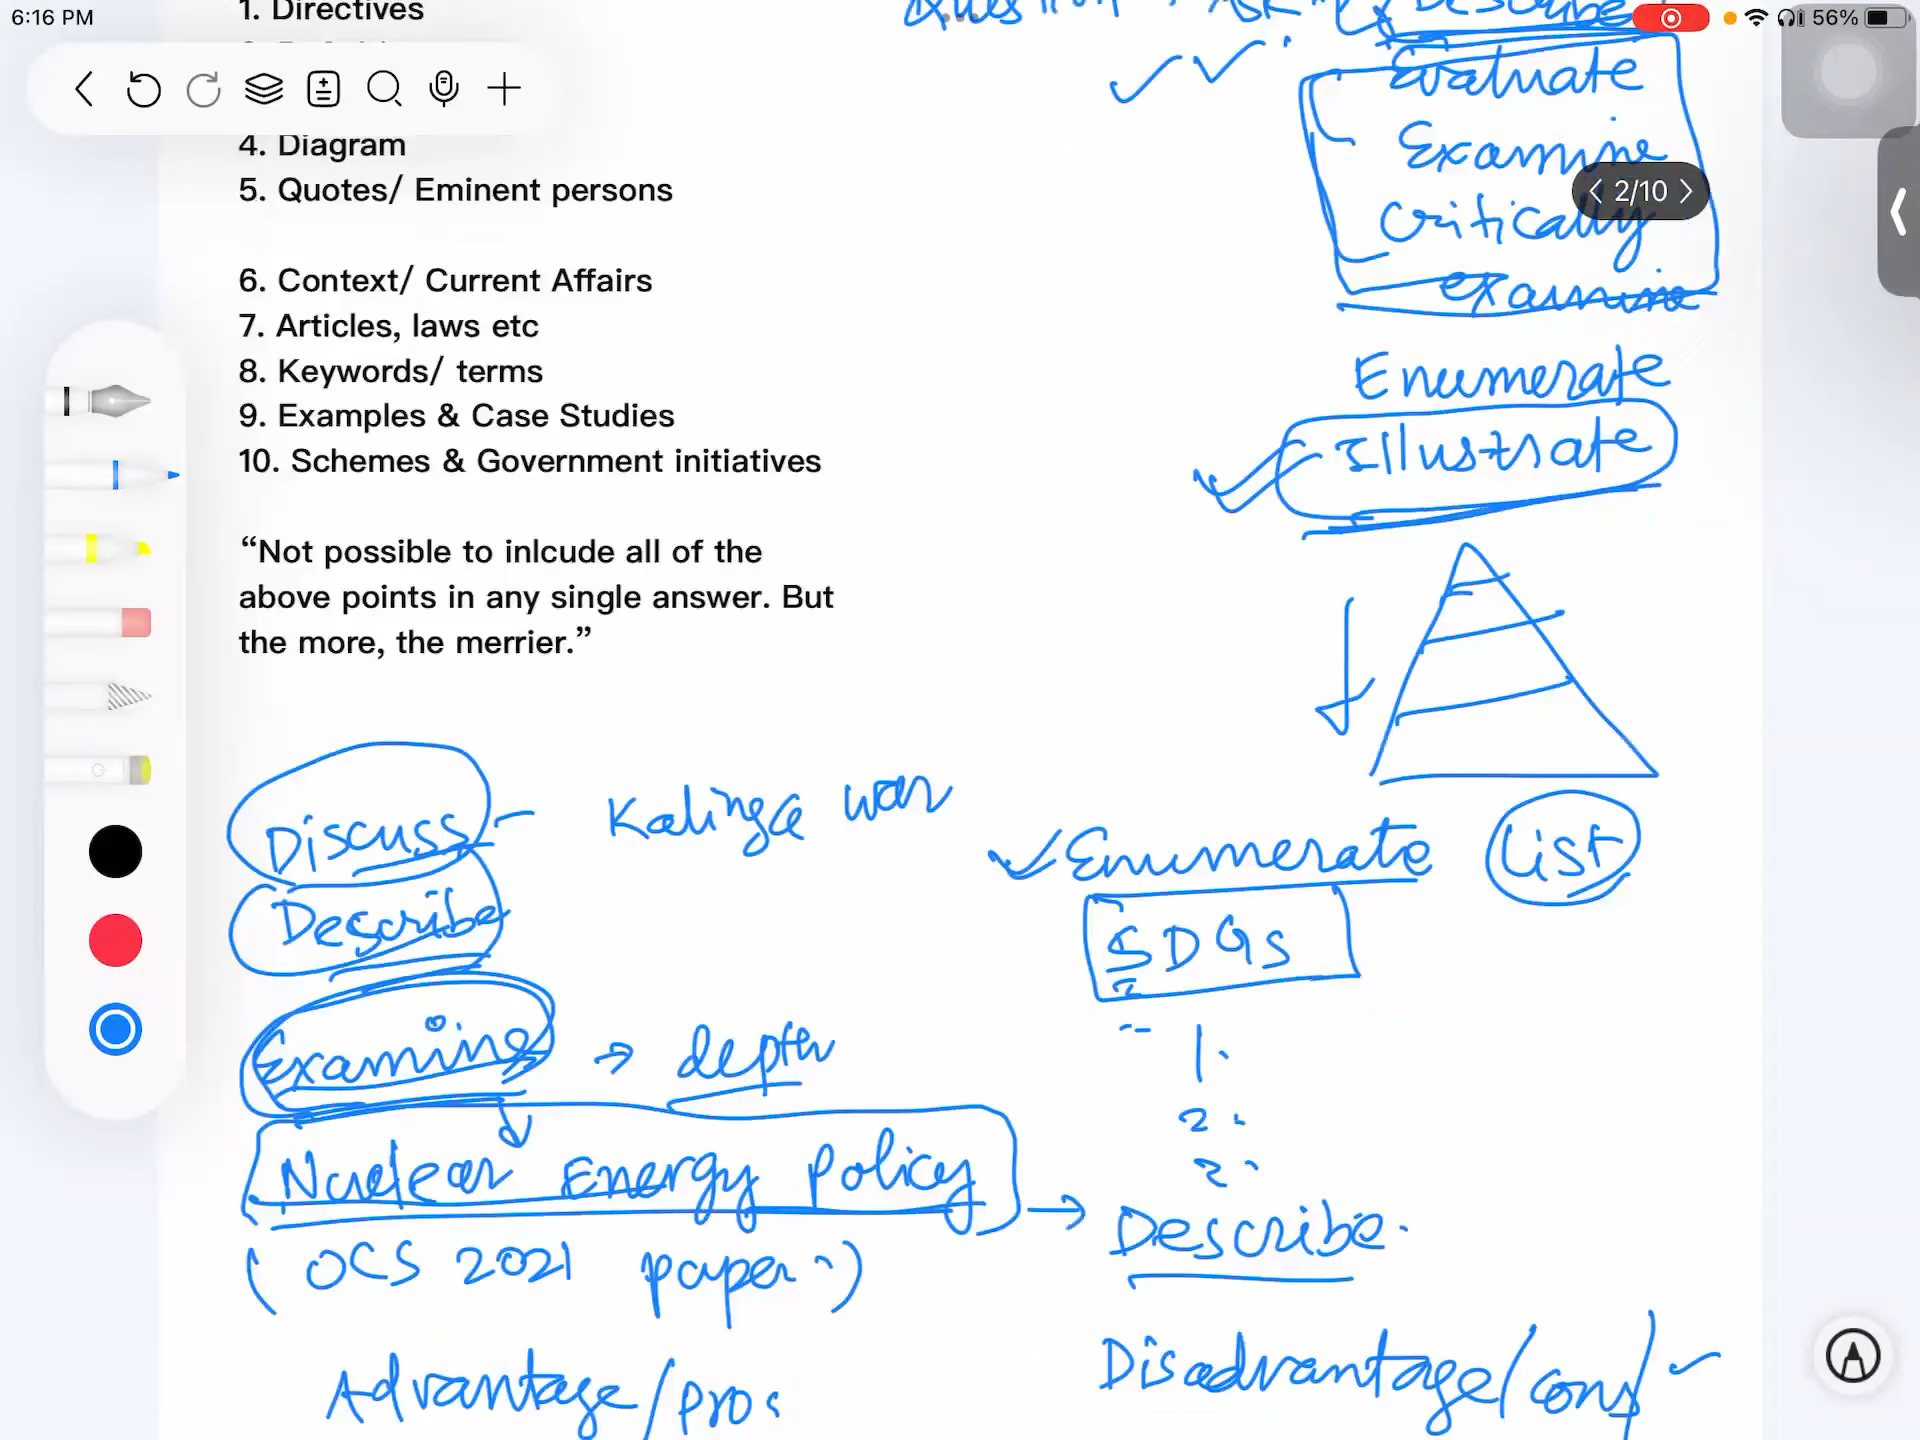 6:16 PM
56%
1. Directives
4. Diagram
5. Quotes/ Eminent persons
6. Context/ Current Affairs
7. Articles, laws etc
8. Keywords/ terms
9. Examples & Case Studies
10. Schemes & Government initiatives
“Not possible to inlcude all of the
above points in any single answer. But
the more, the merrier.”
Evaluate
Examine
2/10
critically
examine
Enumerate
Illustrate
Discuss - Kalinga war
Describe
Examine → depth
Nuclear Energy Policy
(OCS 2021 paper)
Advantage/pros
Enumerate List
SDGs
1.
2.
2.
Describe.
Disadvantage/cons